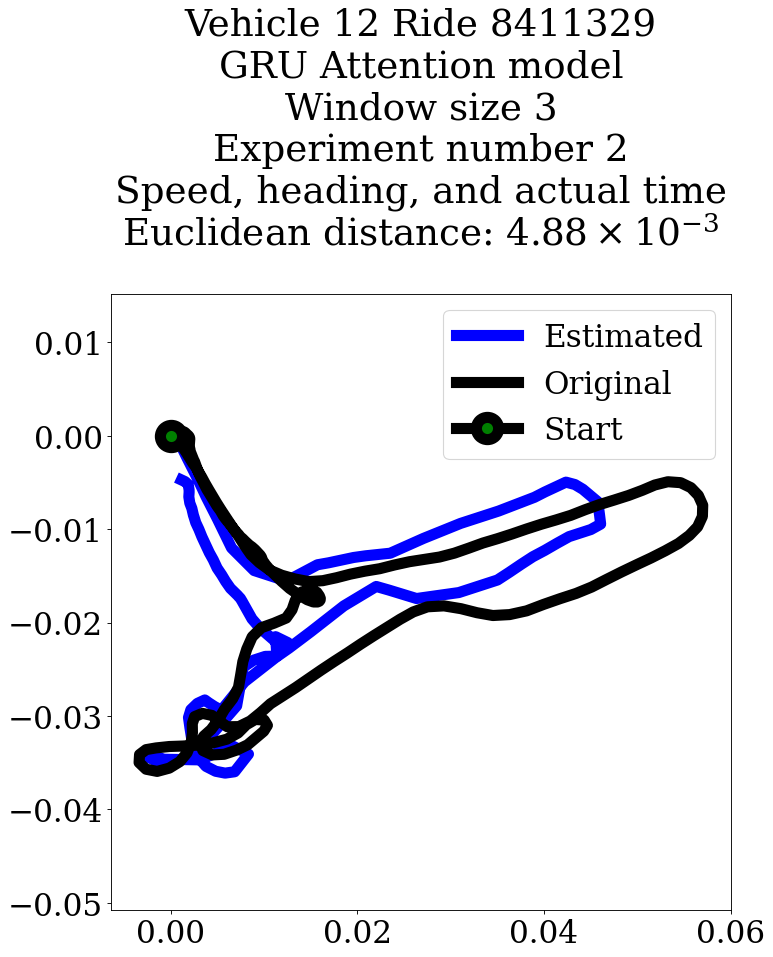 Vehicle 12 Ride 8411329
GRU Attention model
Window size 3
Experiment number 2
Speed, heading, and actual time
Euclidean distance: 4.88 × 10⁻³
Estimated
Original
Start
0.01
0.00
−0.01
−0.02
−0.03
−0.04
−0.05
0.00 0.02 0.04 0.06